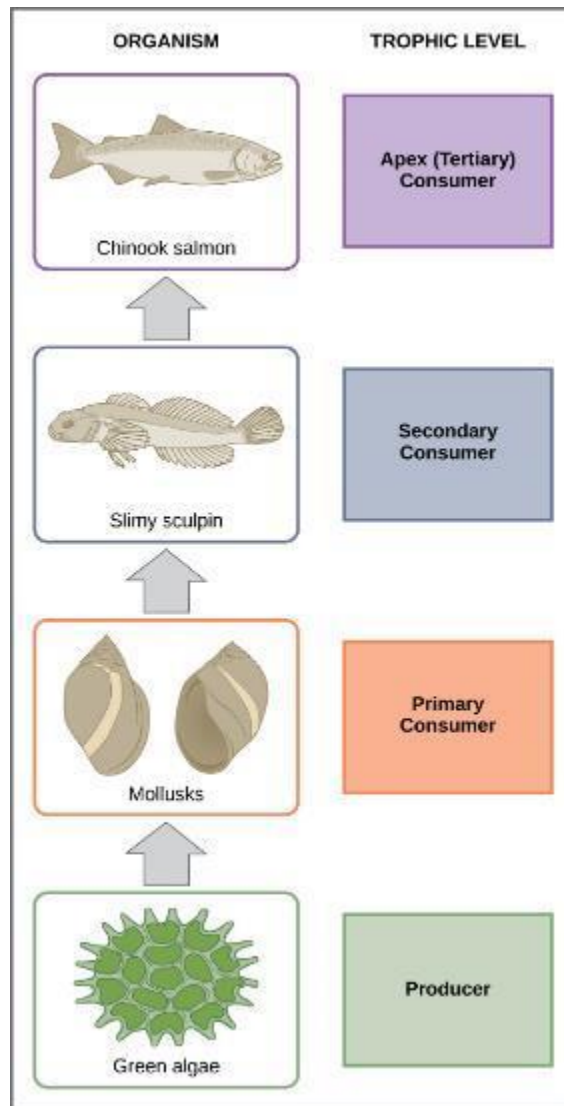 ORGANISM
TROPHIC LEVEL
Chinook salmon
Apex (Tertiary)
Consumer
Slimy sculpin
Secondary
Consumer
Mollusks
Primary
Consumer
Green algae
Producer